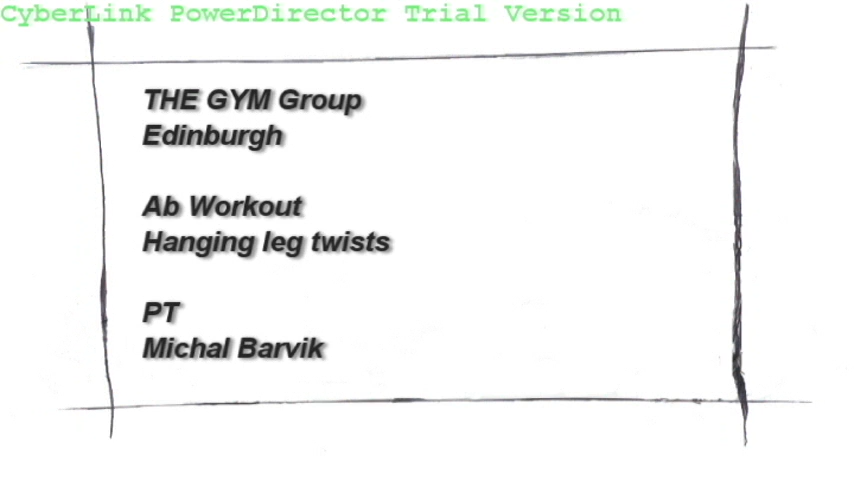 CyberLink PowerDirector Trial Version
THE GYM Group
Edinburgh
Ab Workout
Hanging leg twists
PT
Michal Barvik